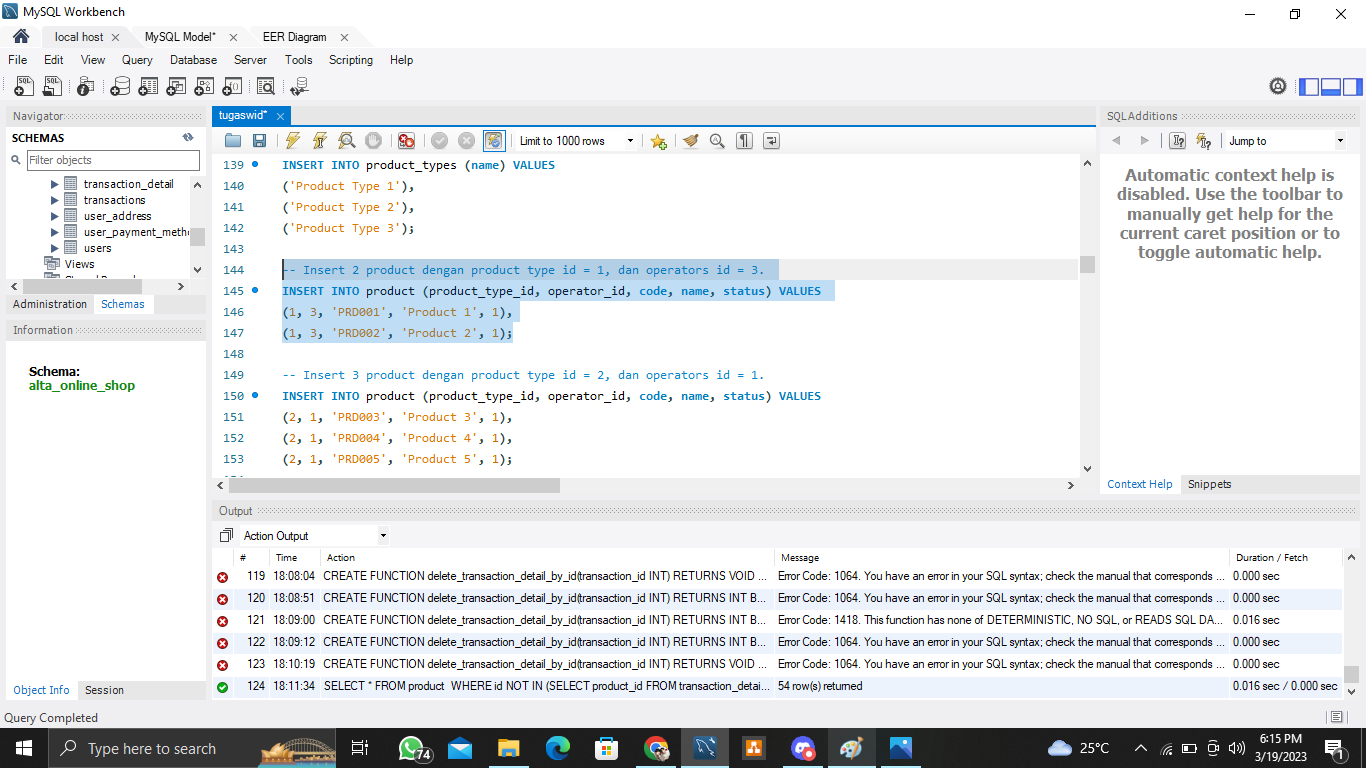 MySQL Workbench
local host
MySQL Model*
EER Diagram
File Edit View Query Database Server Tools Scripting Help
Navigator
SCHEMAS
Filter objects
transaction_detail
transactions
user_address
user_payment_meth
users
Views
Administration Schemas
Information
Schema:
alta_online_shop
Object Info Session
tugaswid*
Limit to 1000 rows
139 INSERT INTO product_types (name) VALUES
140 ('Product Type 1'),
141 ('Product Type 2'),
142 ('Product Type 3');
143
144 -- Insert 2 product dengan product type id = 1, dan operators id = 3.
145 INSERT INTO product (product_type_id, operator_id, code, name, status) VALUES
146 (1, 3, 'PRD001', 'Product 1', 1),
147 (1, 3, 'PRD002', 'Product 2', 1);
148
149 -- Insert 3 product dengan product type id = 2, dan operators id = 1.
150 INSERT INTO product (product_type_id, operator_id, code, name, status) VALUES
151 (2, 1, 'PRD003', 'Product 3', 1),
152 (2, 1, 'PRD004', 'Product 4', 1),
153 (2, 1, 'PRD005', 'Product 5', 1);
SQLAdditions
Jump to
Automatic context help is
disabled. Use the toolbar to
manually get help for the
current caret position or to
toggle automatic help.
Context Help Snippets
Output
Action Output
# Time Action Message Duration / Fetch
119 18:08:04 CREATE FUNCTION delete_transaction_detail_by_id(transaction_id INT) RETURNS VOID ... Error Code: 1064. You have an error in your SQL syntax; check the manual that corresponds ... 0.000 sec
120 18:08:51 CREATE FUNCTION delete_transaction_detail_by_id(transaction_id INT) RETURNS INT B... Error Code: 1064. You have an error in your SQL syntax; check the manual that corresponds ... 0.000 sec
121 18:09:00 CREATE FUNCTION delete_transaction_detail_by_id(transaction_id INT) RETURNS INT B... Error Code: 1418. This function has none of DETERMINISTIC, NO SQL, or READS SQL DA... 0.016 sec
122 18:09:12 CREATE FUNCTION delete_transaction_detail_by_id(transaction_id INT) RETURNS INT B... Error Code: 1064. You have an error in your SQL syntax; check the manual that corresponds ... 0.000 sec
123 18:10:19 CREATE FUNCTION delete_transaction_detail_by_id(transaction_id INT) RETURNS VOID ... Error Code: 1064. You have an error in your SQL syntax; check the manual that corresponds ... 0.000 sec
124 18:11:34 SELECT * FROM product WHERE id NOT IN (SELECT product_id FROM transaction_detai... 54 row(s) returned 0.016 sec / 0.000 sec
Query Completed
Type here to search
74
25°C
6:15 PM
3/19/2023
1